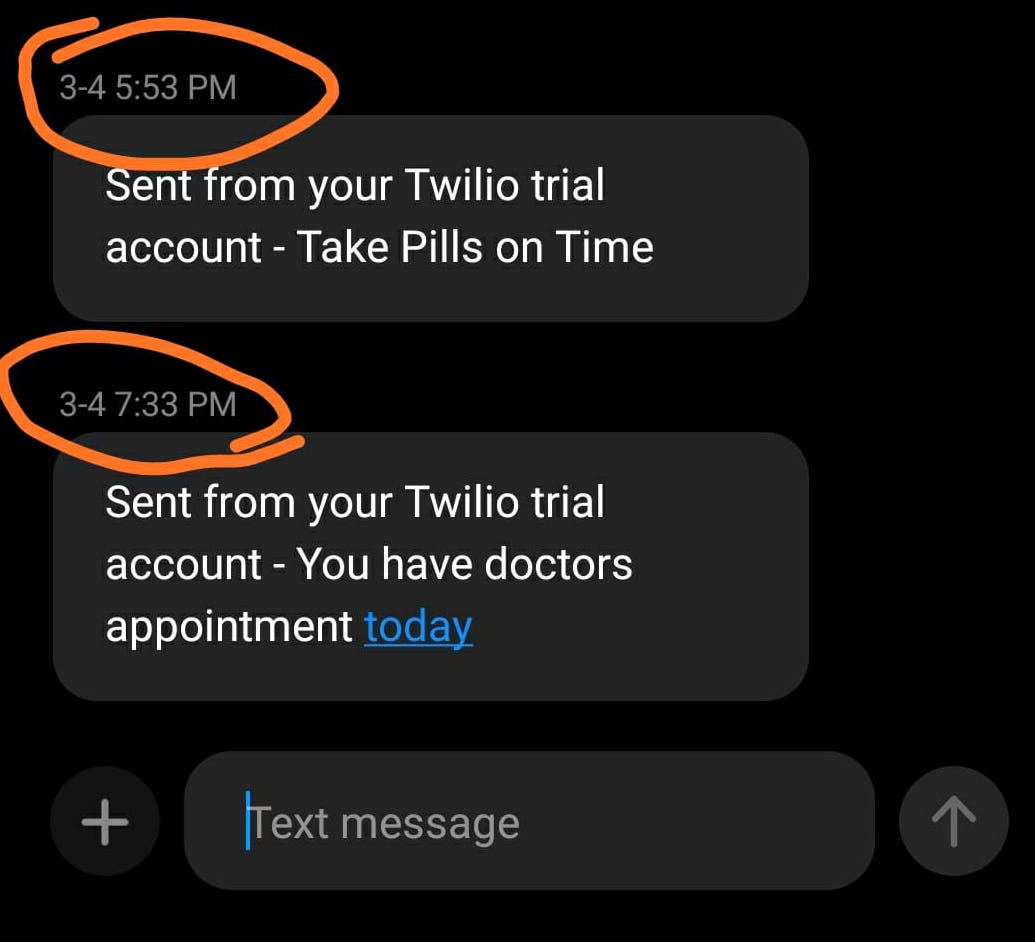 3-4 5:53 PM
Sent from your Twilio trial
account - Take Pills on Time
3-4 7:33 PM
Sent from your Twilio trial
account - You have doctors
appointment today
Text message